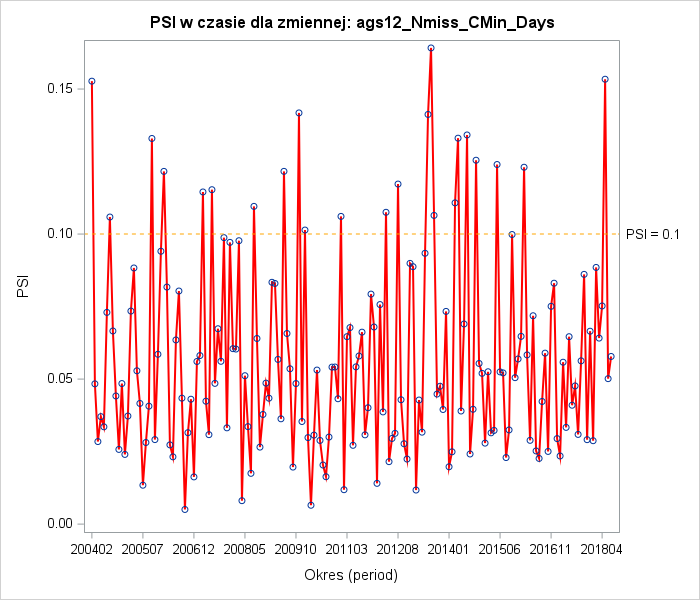 PSI w czasie dla zmiennej: ags12_Nmiss_CMin_Days
0.15
0.10
PSI = 0.1
PSI
0.05
0.00
200402 200507 200612 200805 200910 201103 201208 201401 201506 201611 201804
Okres (period)